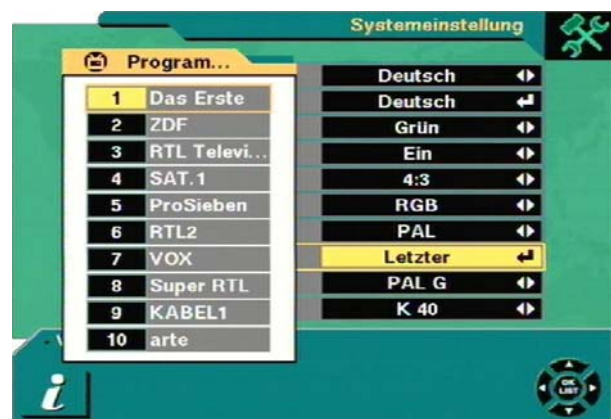 Systemeinstellung
Program...
1 Das Erste
2 ZDF
3 RTL Televi...
4 SAT.1
5 ProSieben
6 RTL2
7 VOX
8 Super RTL
9 KABEL1
10 arte
Deutsch
Deutsch
Grün
Ein
4:3
RGB
PAL
Letzter
PAL G
K 40
i
OK
LIST